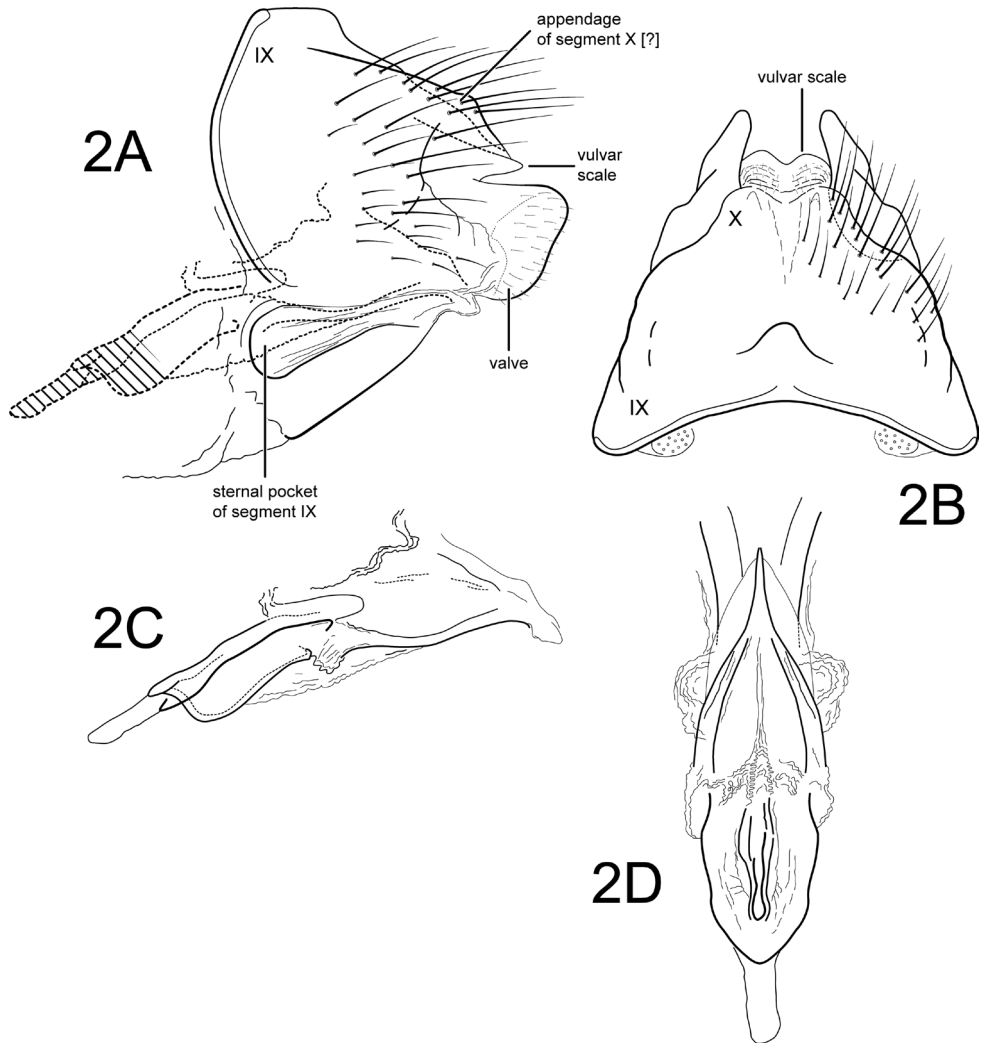 appendage
of segment X [?]
IX
2A
vulvar
scale
valve
sternal pocket
of segment IX
vulvar scale
X
IX
2B
2C
2D